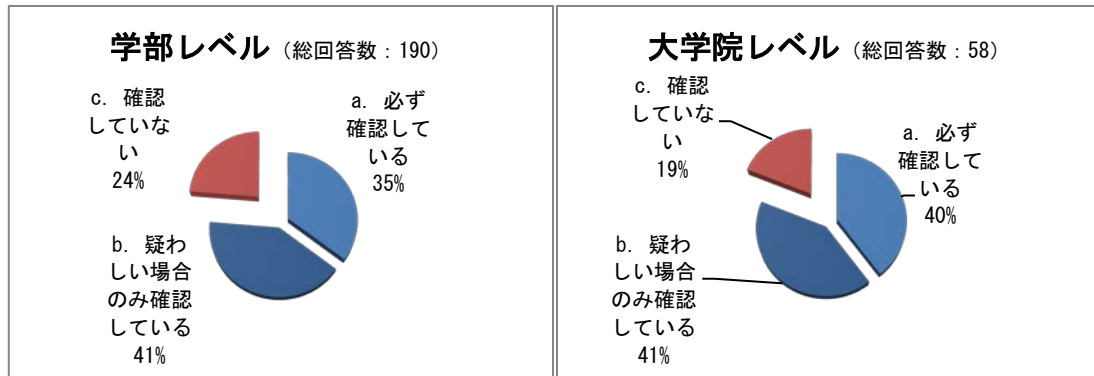 学部レベル（総回答数：190）
c. 確認
していな
い
24%
a. 必ず
確認して
いる
35%
b. 疑わ
しい場合
のみ確認
している
41%
大学院レベル（総回答数：58）
c. 確認
していな
い
19%
a. 必ず
確認して
いる
40%
b. 疑わ
しい場合
のみ確認
している
41%